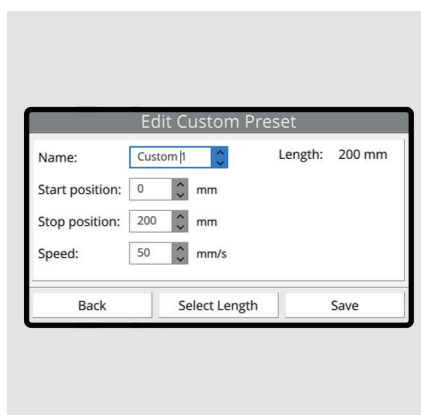 Edit Custom Preset
Name: Custom 1 Length: 200 mm
Start position: 0 mm
Stop position: 200 mm
Speed: 50 mm/s
Back Select Length Save